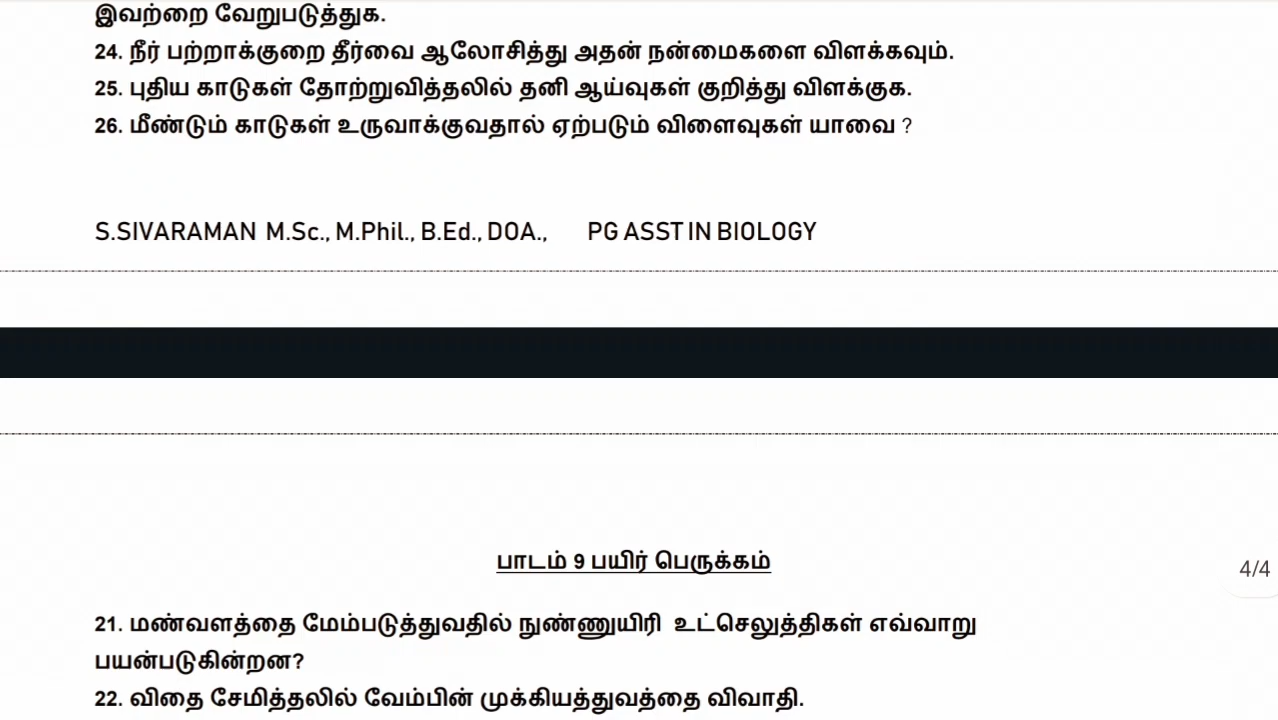 இவற்றை வேறுபடுத்துக.
24. நீர் பற்றாக்குறை தீர்வை ஆலோசித்து அதன் நன்மைகளை விளக்கவும்.
25. புதிய காடுகள் தோற்றுவித்தலில் தனி ஆய்வுகள் குறித்து விளக்குக.
26. மீண்டும் காடுகள் உருவாக்குவதால் ஏற்படும் விளைவுகள் யாவை ?
S.SIVARAMAN M.Sc., M.Phil., B.Ed., DOA., PG ASST IN BIOLOGY
பாடம் 9 பயிர் பெருக்கம்
4/4
21. மண்வளத்தை மேம்படுத்துவதில் நுண்ணுயிரி உட்செலுத்திகள் எவ்வாறு
பயன்படுகின்றன?
22. விதை சேமித்தலில் வேம்பின் முக்கியத்துவத்தை விவாதி.